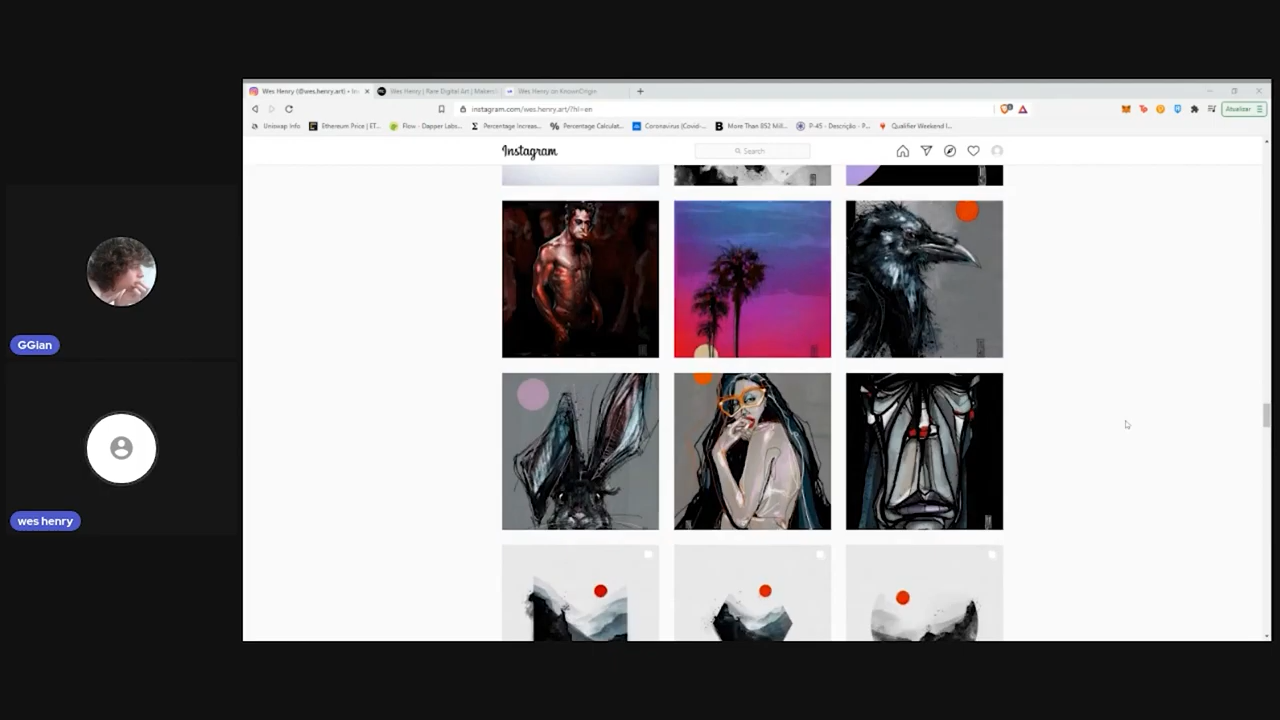 Wes Henry (@wes.henry.art) • In
Wes Henry | Rare Digital Art | Makers
Wes Henry on KnownOrigin
instagram.com/wes.henry.art/?hl=en
Atualizar
Uniswap Info
Ethereum Price | ET...
Flow - Dapper Labs...
Percentage Increas...
Percentage Calculat...
Coronavirus (Covid-...
More Than 852 Mill...
P-45 - Descrição - P...
Qualifier Weekend I...
Instagram
Search
GGian
wes henry